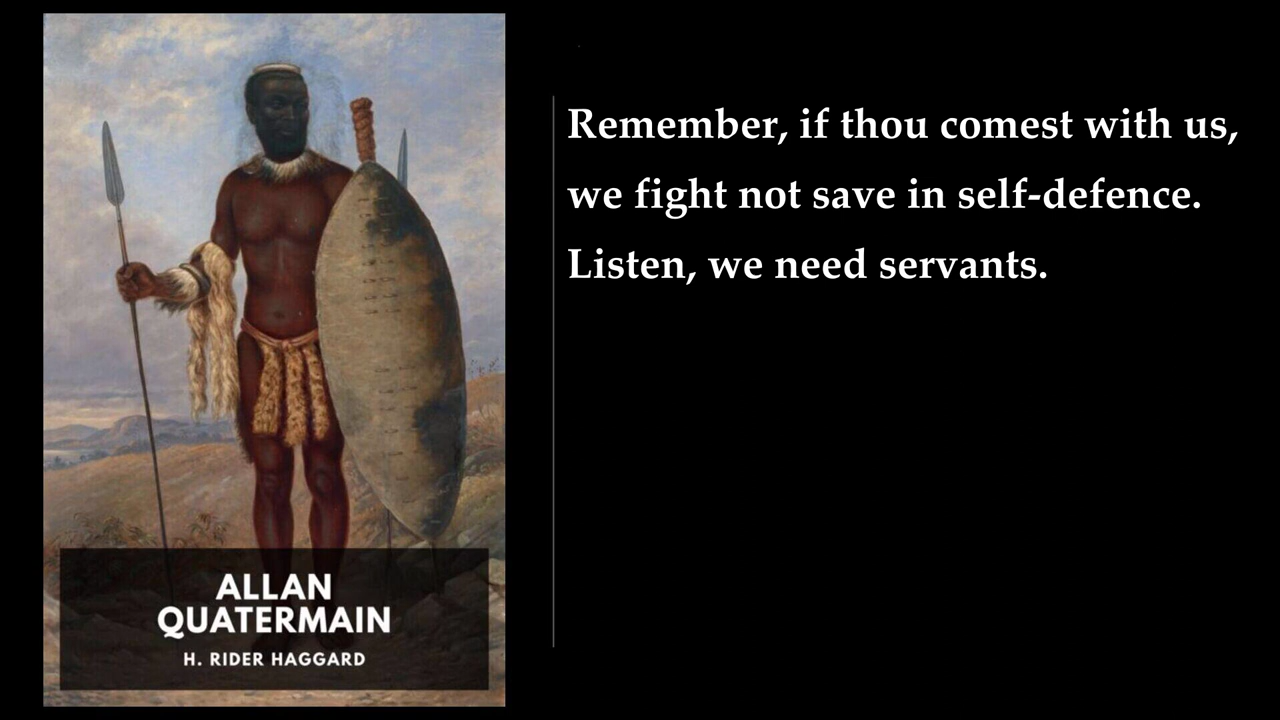 Remember, if thou comest with us,
we fight not save in self-defence.
Listen, we need servants.
ALLAN
QUATERMAIN
H. RIDER HAGGARD